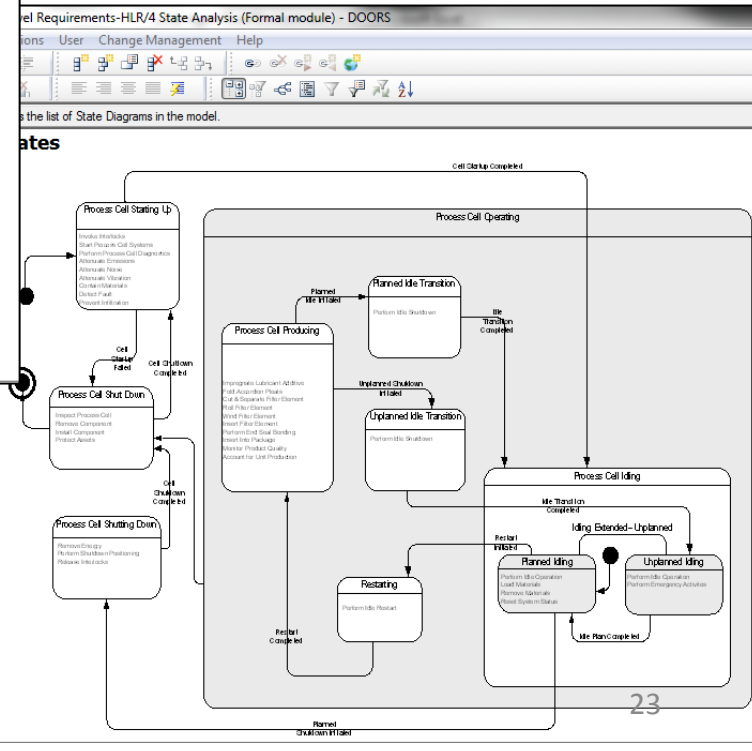 vel Requirements-HLR/4 State Analysis (Formal module) - DOORS
ions User Change Management Help
s the list of State Diagrams in the model.
ates
Cell Startup Completed
Process Cell Starting Up
Invoke Interlocks
Start Process Cell Systems
Perform Process Cell Diagnostics
Attenuate Emissions
Attenuate Noise
Attenuate Vibration
Contain Materials
Detect Fault
Prevent Infiltration
Process Cell Operating
Planned
Idle Initiated
Planned Idle Transition
Perform Idle Shutdown
Idle
Transition
Completed
Process Cell Producing
Impregnate Lubricant Additive
Fold Accordion Pleats
Cut & Separate Filter Element
Roll Filter Element
Wind Filter Element
Insert Filter Element
Perform End Seal Bonding
Insert Into Package
Monitor Product Quality
Account for Unit Production
Cell
Startup
Failed
Cell Shutdown
Completed
Unplanned Shutdown
Initiated
Process Cell Shut Down
Inspect Process Cell
Remove Component
Install Component
Protect Assets
Unplanned Idle Transition
Perform Idle Shutdown
Cell
Shutdown
Completed
Process Cell Idling
Idle Transition
Completed
Process Cell Shutting Down
Remove Energy
Perform Shutdown Positioning
Release Interlocks
Restart
Initiated
Idling Extended - Unplanned
Planned Idling
Perform Idle Operation
Load Materials
Remove Materials
Reset System Status
Unplanned Idling
Perform Idle Operation
Perform Emergency Activities
Restarting
Perform Idle Restart
Restart
Completed
Idle Plan Completed
23
Planned
Shutdown Initiated